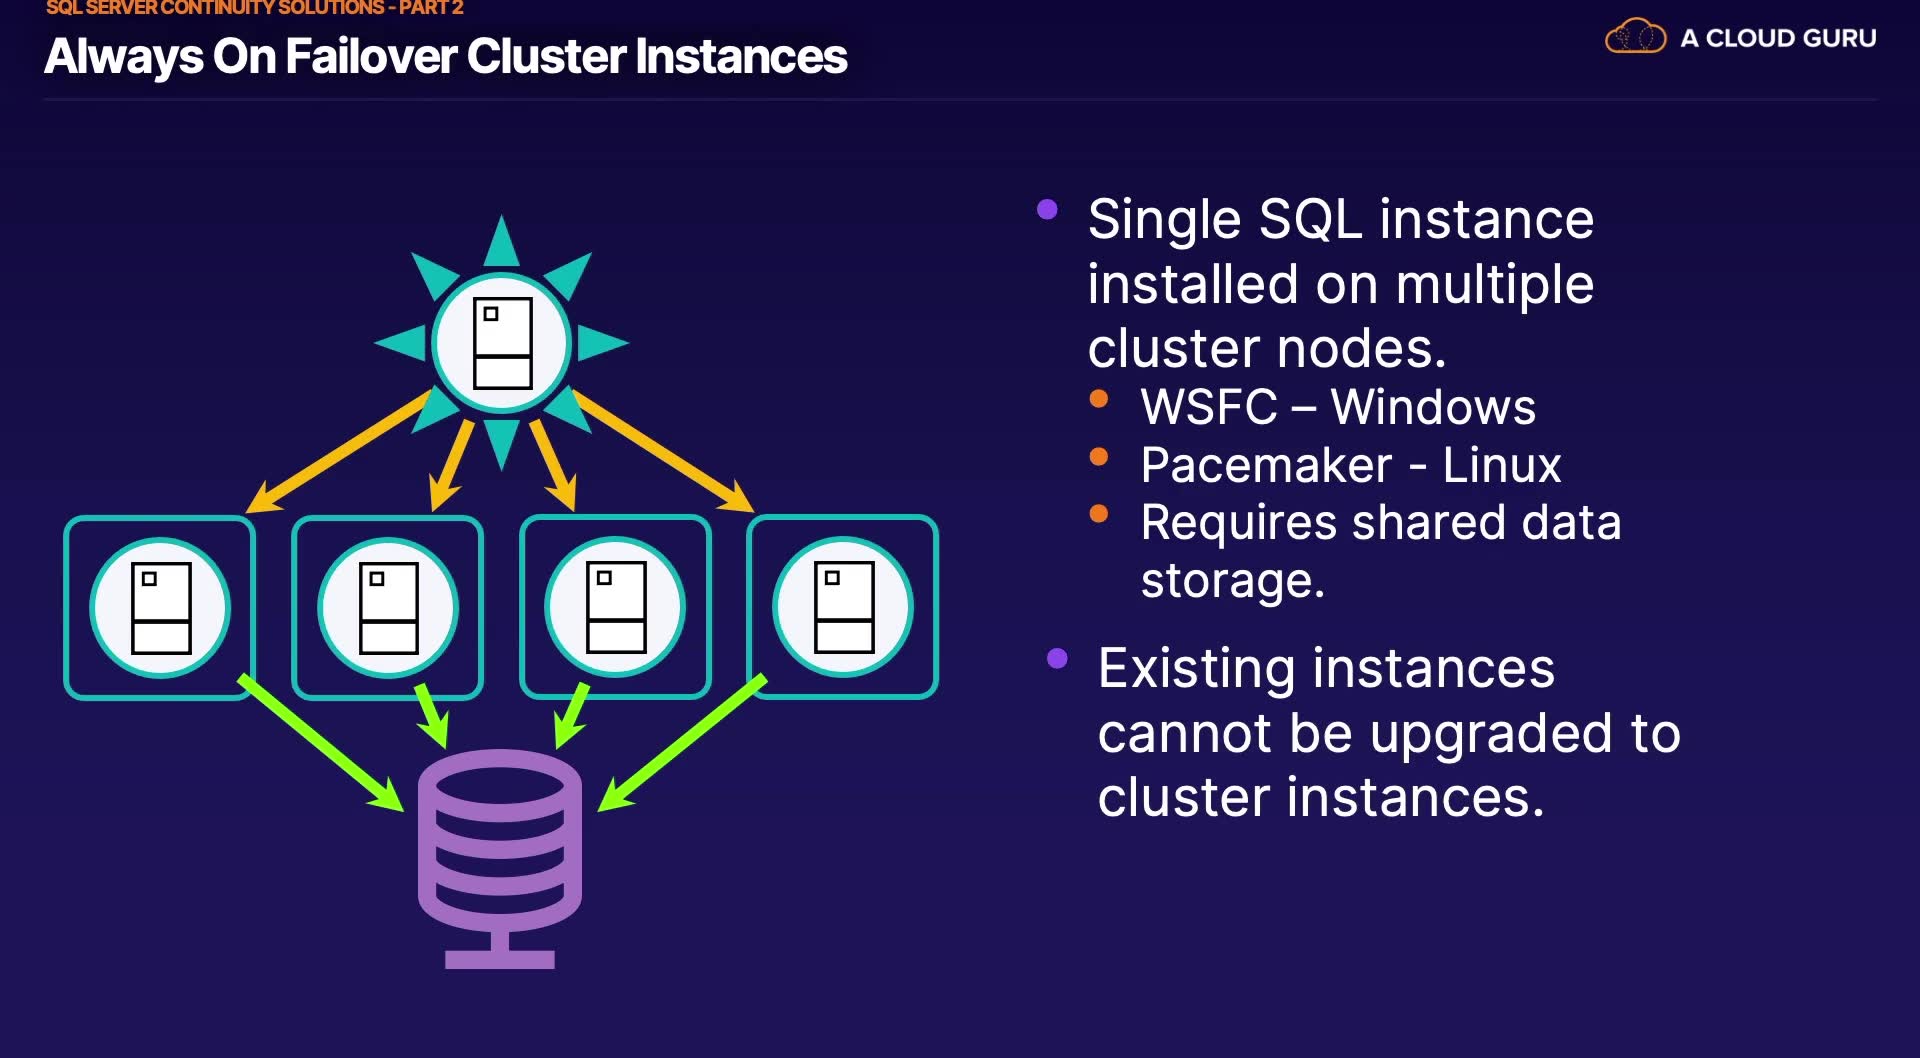 SQL SERVER CONTINUITY SOLUTIONS - PART 2
Always On Failover Cluster Instances
A CLOUD GURU
Single SQL instance
installed on multiple
cluster nodes.
WSFC – Windows
Pacemaker - Linux
Requires shared data
storage.
Existing instances
cannot be upgraded to
cluster instances.